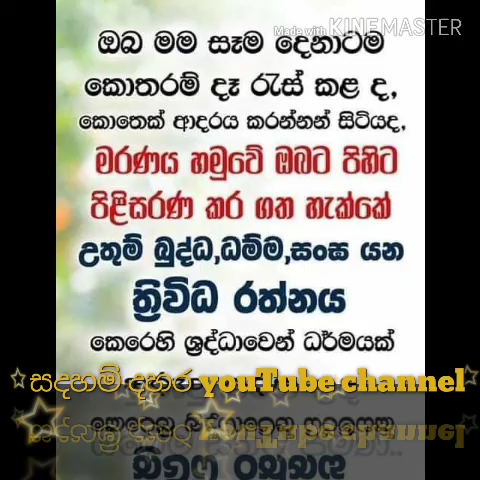 Made with KINEMASTER
ඔබ මම සෑම දෙනාටම
කොතරම් දෑ රැස් කළ ද,
කොතෙක් ආදරය කරන්නන් සිටියද,
මරණය හමුවේ ඔබට පිහිට
පිළිසරණ කර ගත හැක්කේ
උතුම් බුද්ධ,ධම්ම,සංඝ යන
ත්‍රිවිධ රත්නය
කෙරෙහි ශ්‍රද්ධාවෙන් ධර්මයක්
සදහම් දහර youTube channel